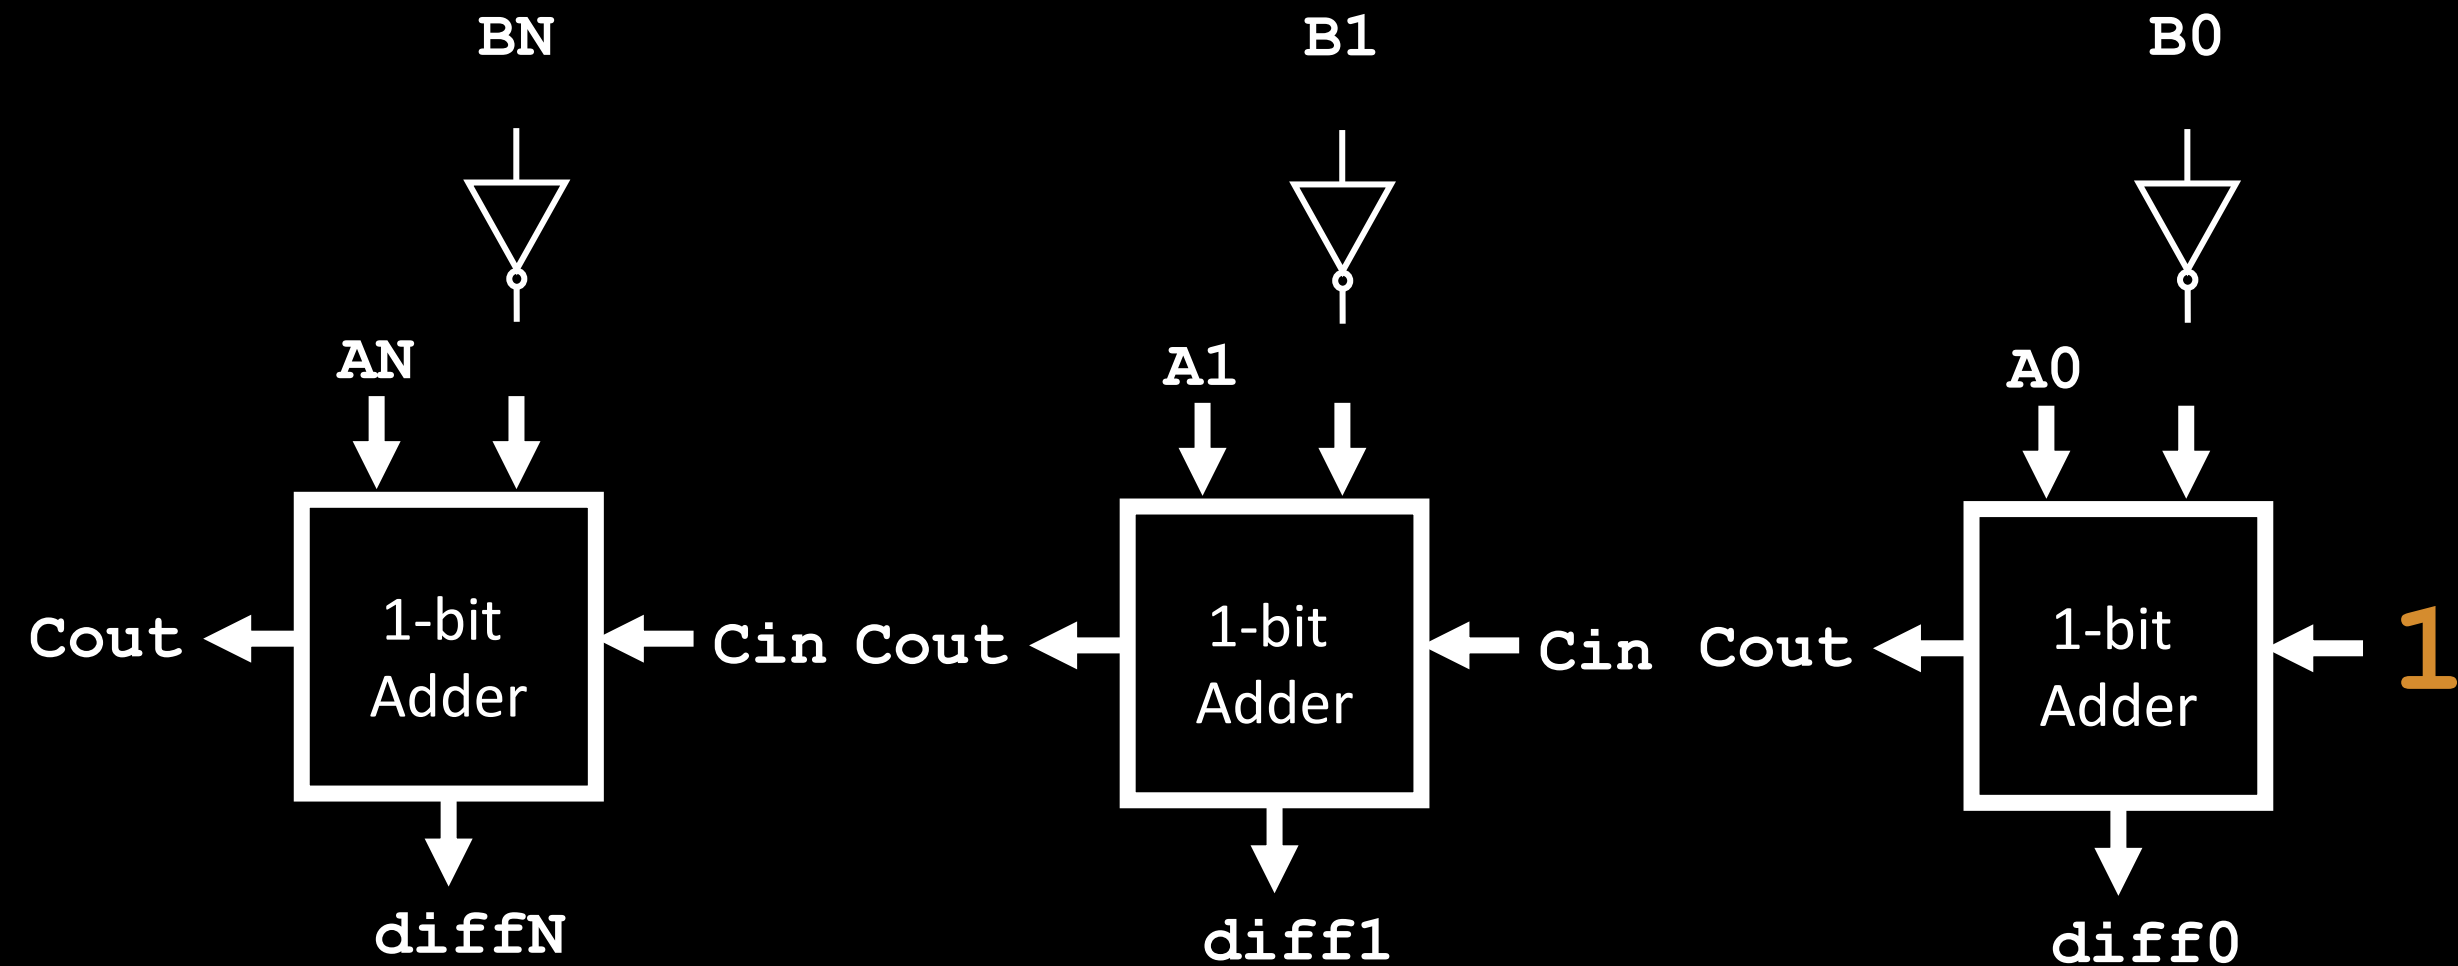 BN B1 B0
AN A1 A0
Cout 1-bit Adder Cin Cout 1-bit Adder Cin Cout 1-bit Adder 1
diffN diff1 diff0